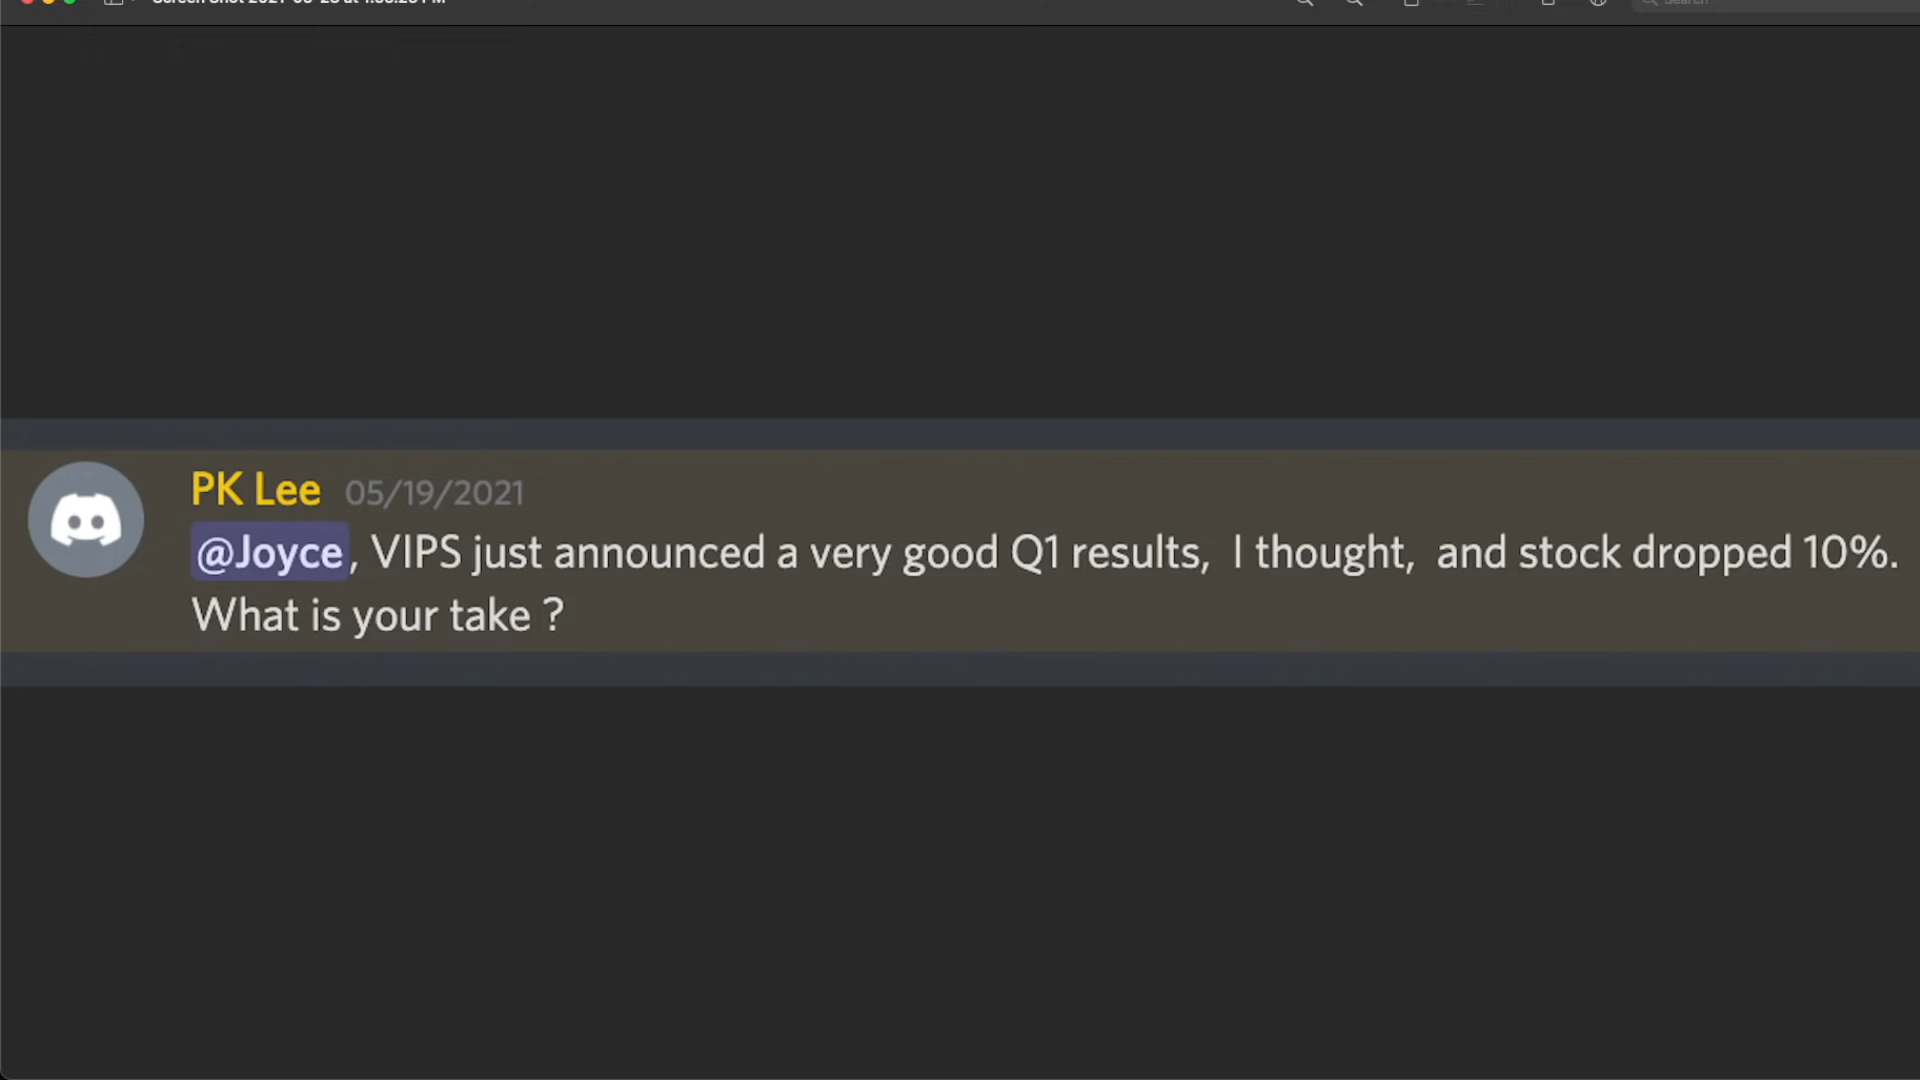 PK Lee 05/19/2021
@Joyce, VIPS just announced a very good Q1 results, I thought, and stock dropped 10%.
What is your take ?
Search